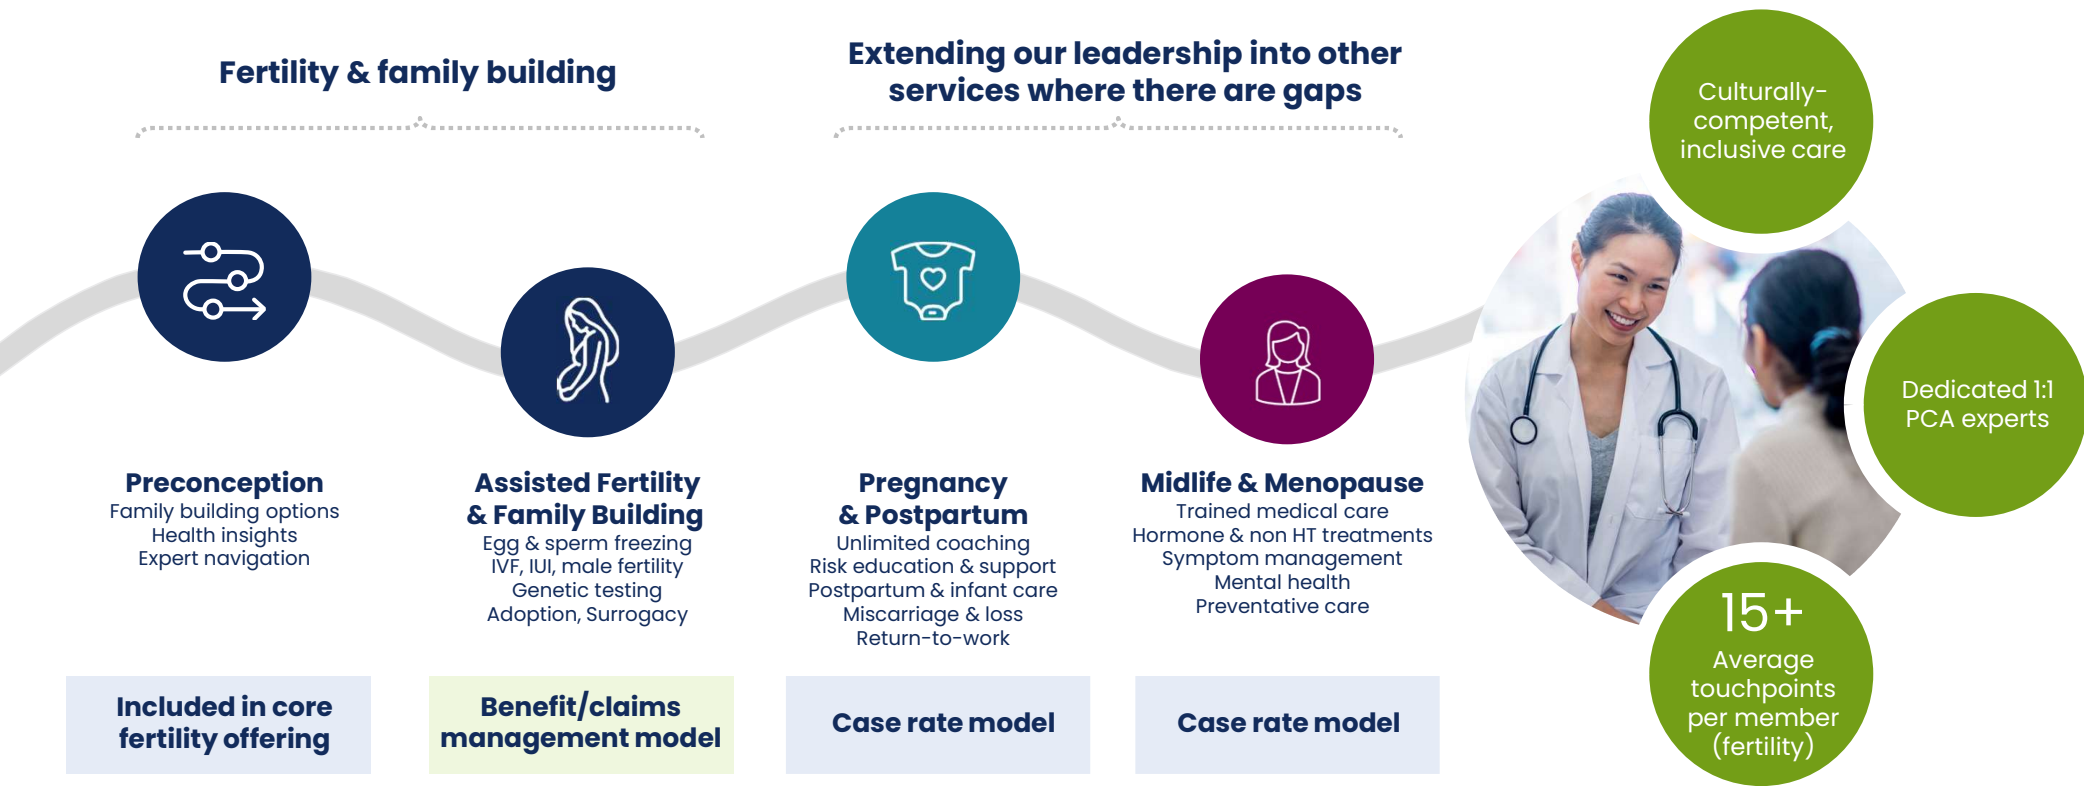 Fertility & family building
Extending our leadership into other
services where there are gaps
Preconception
Family building options
Health insights
Expert navigation
Included in core
fertility offering
Assisted Fertility
& Family Building
Egg & sperm freezing
IVF, IUI, male fertility
Genetic testing
Adoption, Surrogacy
Benefit/claims
management model
Pregnancy
& Postpartum
Unlimited coaching
Risk education & support
Postpartum & infant care
Miscarriage & loss
Return-to-work
Case rate model
Midlife & Menopause
Trained medical care
Hormone & non HT treatments
Symptom management
Mental health
Preventative care
Case rate model
Culturally-
competent,
inclusive care
Dedicated 1:1
PCA experts
15+
Average
touchpoints
per member
(fertility)